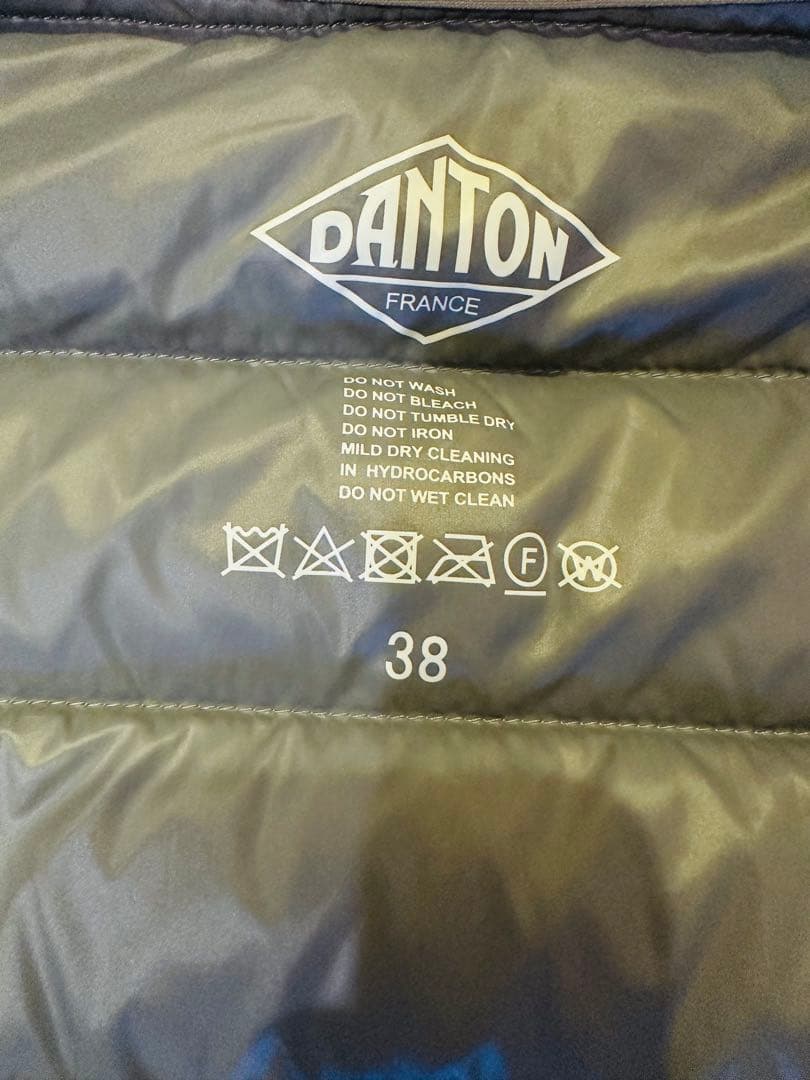 DANTON
FRANCE
DO NOT WASH
DO NOT BLEACH
DO NOT TUMBLE DRY
DO NOT IRON
MILD DRY CLEANING
IN HYDROCARBONS
DO NOT WET CLEAN
F W
38